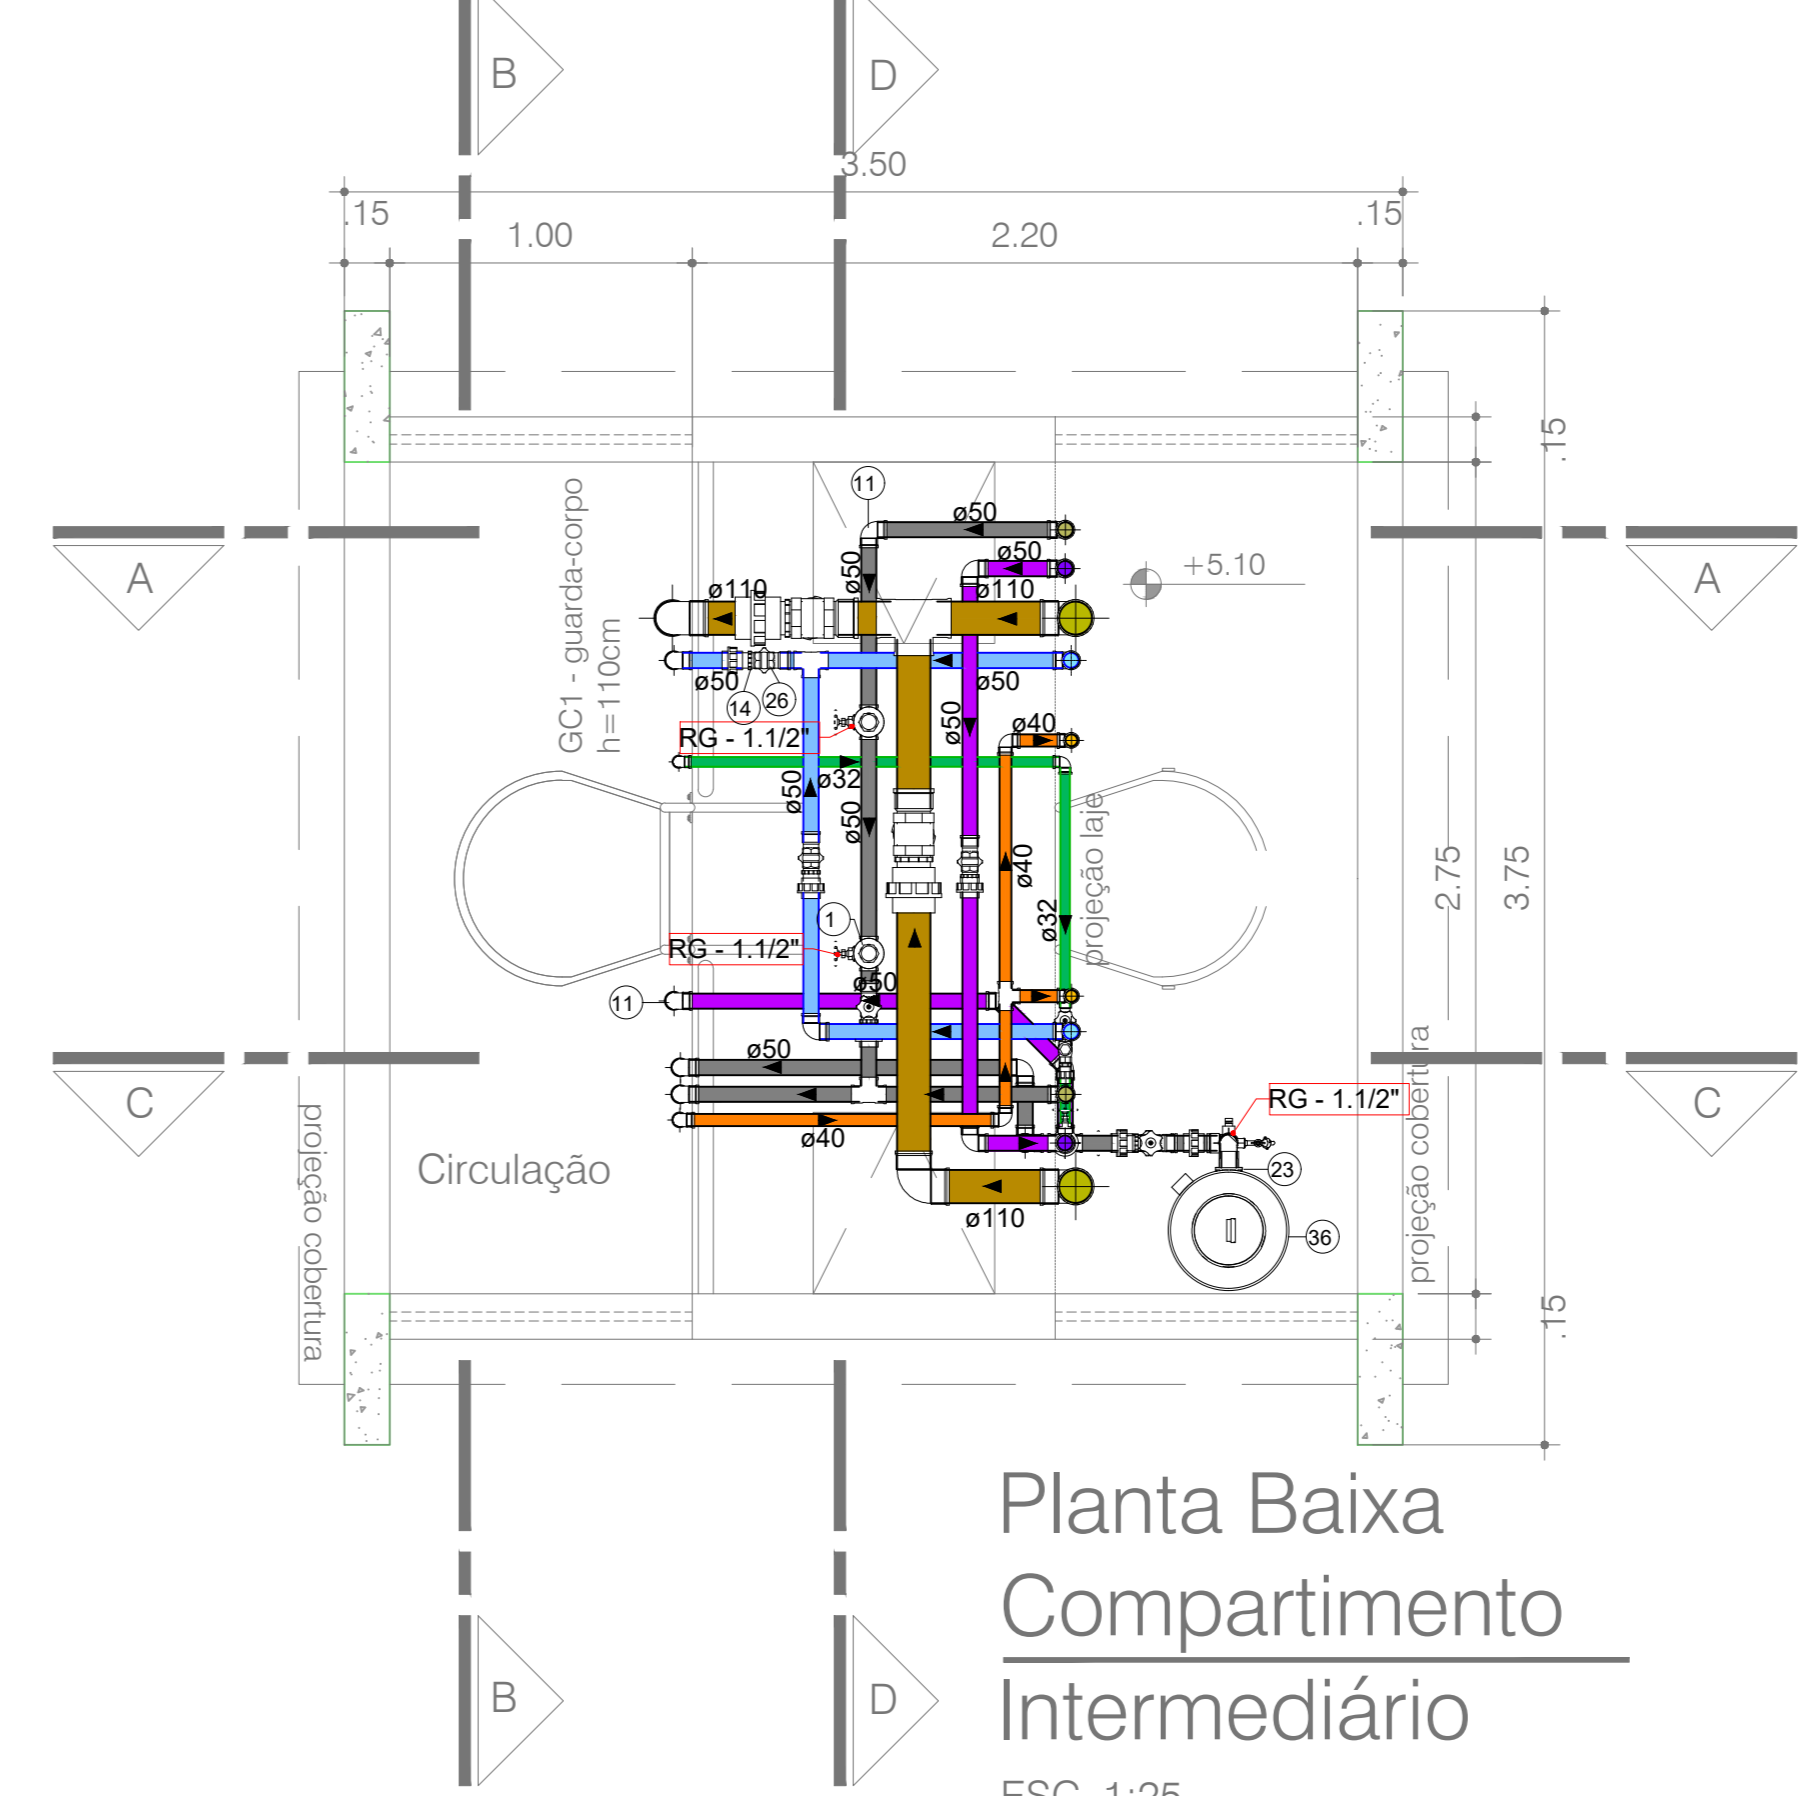 B
D
3.50
.15
.15
1.00
2.20
.15
11
ø50
ø50
A
+5.10
A
ø50
ø110
ø110
GC1 - guarda-corpo
h=110cm
ø50
ø50
14
26
ø50
ø40
RG - 1.1/2"
ø32
ø50
ø50
ø40
projeção laje
2.75
3.75
1
ø32
RG - 1.1/2"
ø50
11
ø50
C
C
RG - 1.1/2"
projeção cobertura
projeção cobertura
ø40
Circulação
23
ø110
36
.15
Planta Baixa
Compartimento
Intermediário
B
D
ESC. 1:25